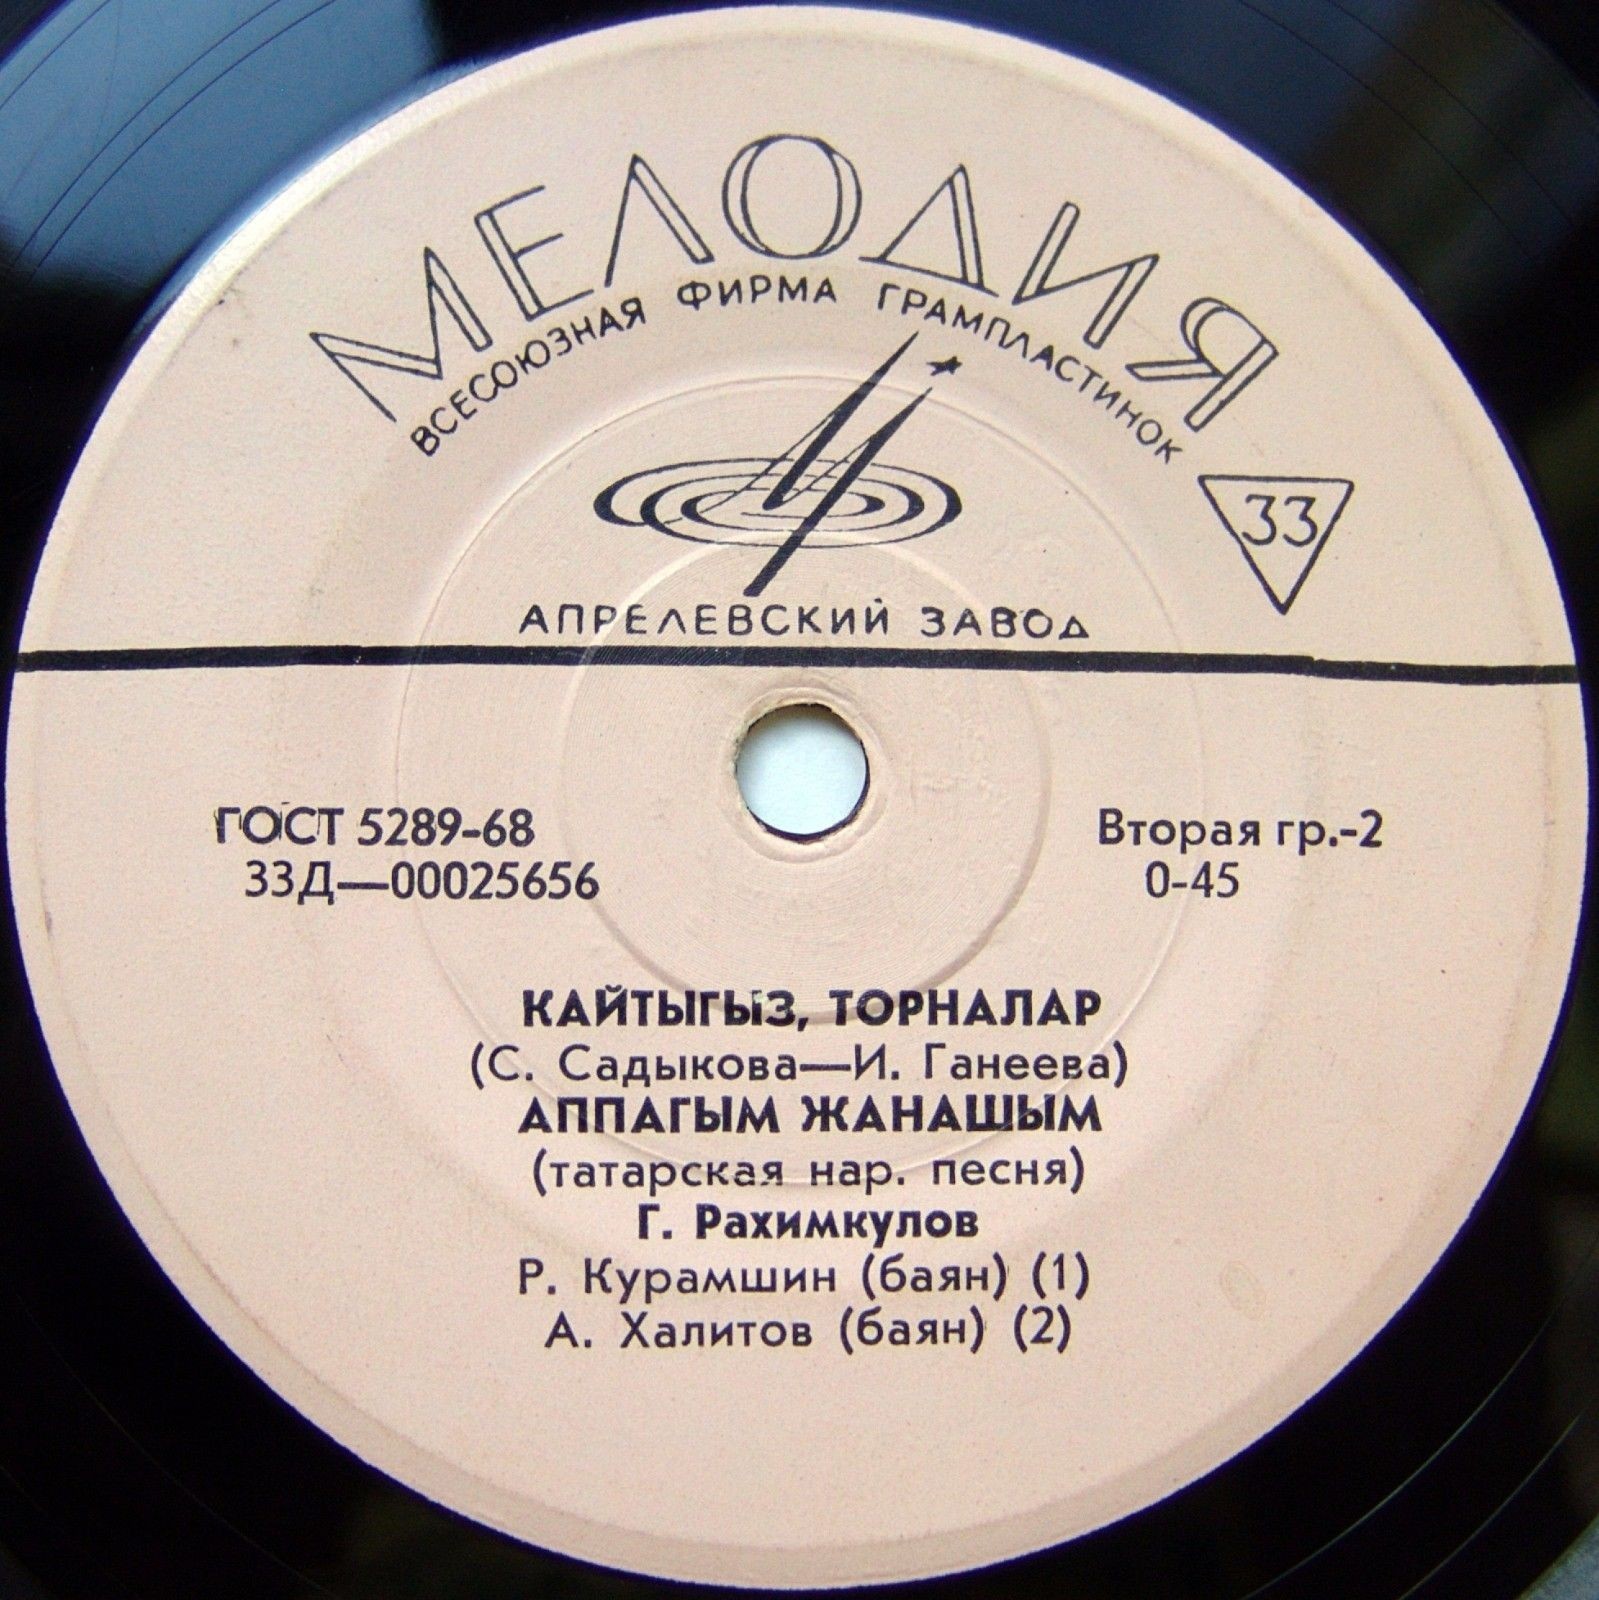 МЕЛОДИЯ
ВСЕСОЮЗНАЯ ФИРМА ГРАМПЛАСТИНОК
33
АПРЕЛЕВСКИЙ ЗАВОД
ГОСТ 5289-68
33Д—00025656
Вторая гр.-2
0-45
КАЙТЫГЫЗ, ТОРНАЛАР
(С. Садыкова—И. Ганеева)
АППАГЫМ ЖАНАШЫМ
(татарская нар. песня)
Г. Рахимкулов
Р. Курамшин (баян) (1)
А. Халитов (баян) (2)